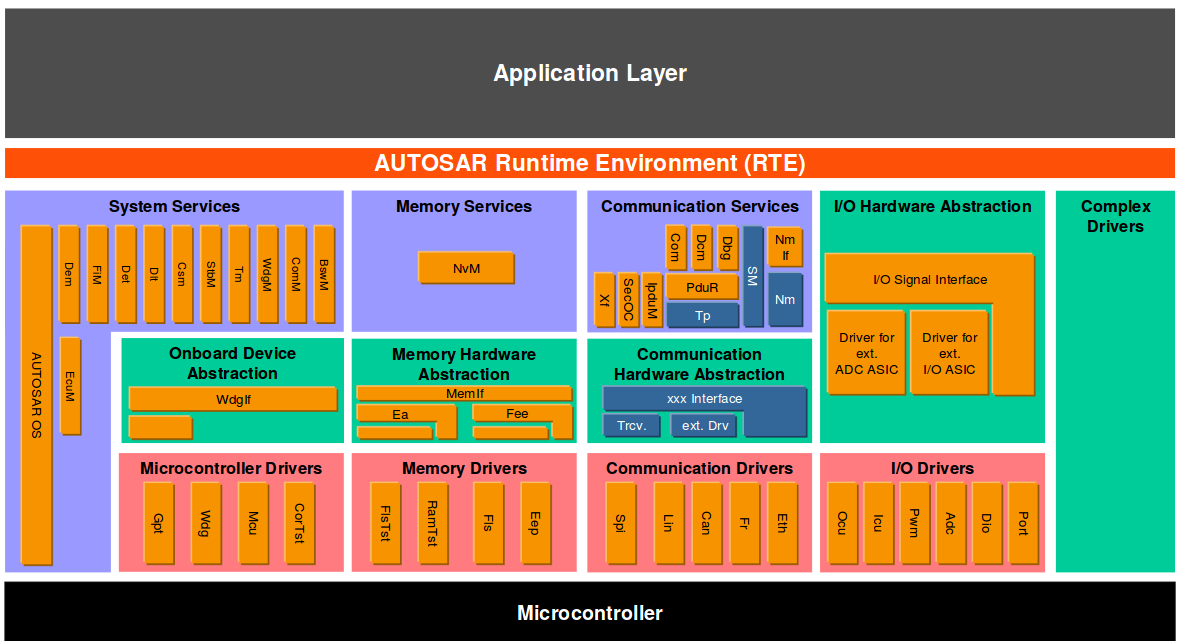 Application Layer
AUTOSAR Runtime Environment (RTE)
System Services
AUTOSAR OS
Dem
FiM
Det
Dlt
Csm
StbM
Tm
WdgM
ComM
BswM
EcuM
Memory Services
NvM
Communication Services
Com
Dcm
Dbg
SM
Nm
If
Xf
SecOC
IpduM
PduR
Tp
Nm
I/O Hardware Abstraction
I/O Signal Interface
Driver for
ext.
ADC ASIC
Driver for
ext.
I/O ASIC
Complex
Drivers
Onboard Device
Abstraction
WdgIf
Memory Hardware
Abstraction
MemIf
Ea
Fee
Communication
Hardware Abstraction
xxx Interface
Trcv.
ext. Drv
Microcontroller Drivers
Gpt
Wdg
Mcu
CorTst
Memory Drivers
FlsTst
RamTst
Fls
Eep
Communication Drivers
Spi
Lin
Can
Fr
Eth
I/O Drivers
Ocu
Icu
Pwm
Adc
Dio
Port
Microcontroller